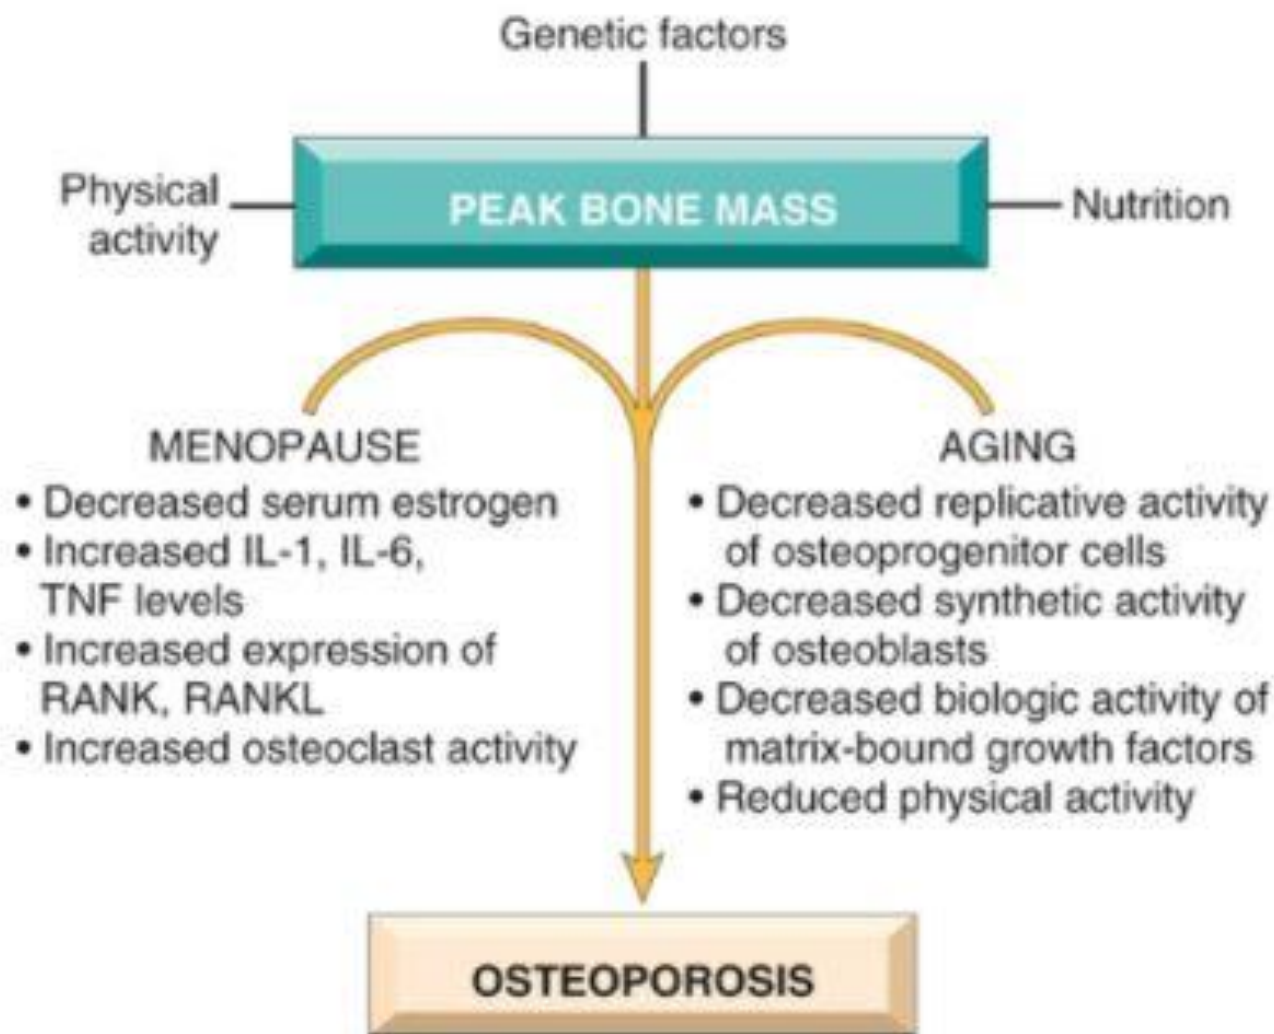 Genetic factors
Physical
activity
PEAK BONE MASS
Nutrition
MENOPAUSE
• Decreased serum estrogen
• Increased IL-1, IL-6,
TNF levels
• Increased expression of
RANK, RANKL
• Increased osteoclast activity
AGING
• Decreased replicative activity
of osteoprogenitor cells
• Decreased synthetic activity
of osteoblasts
• Decreased biologic activity of
matrix-bound growth factors
• Reduced physical activity
OSTEOPOROSIS